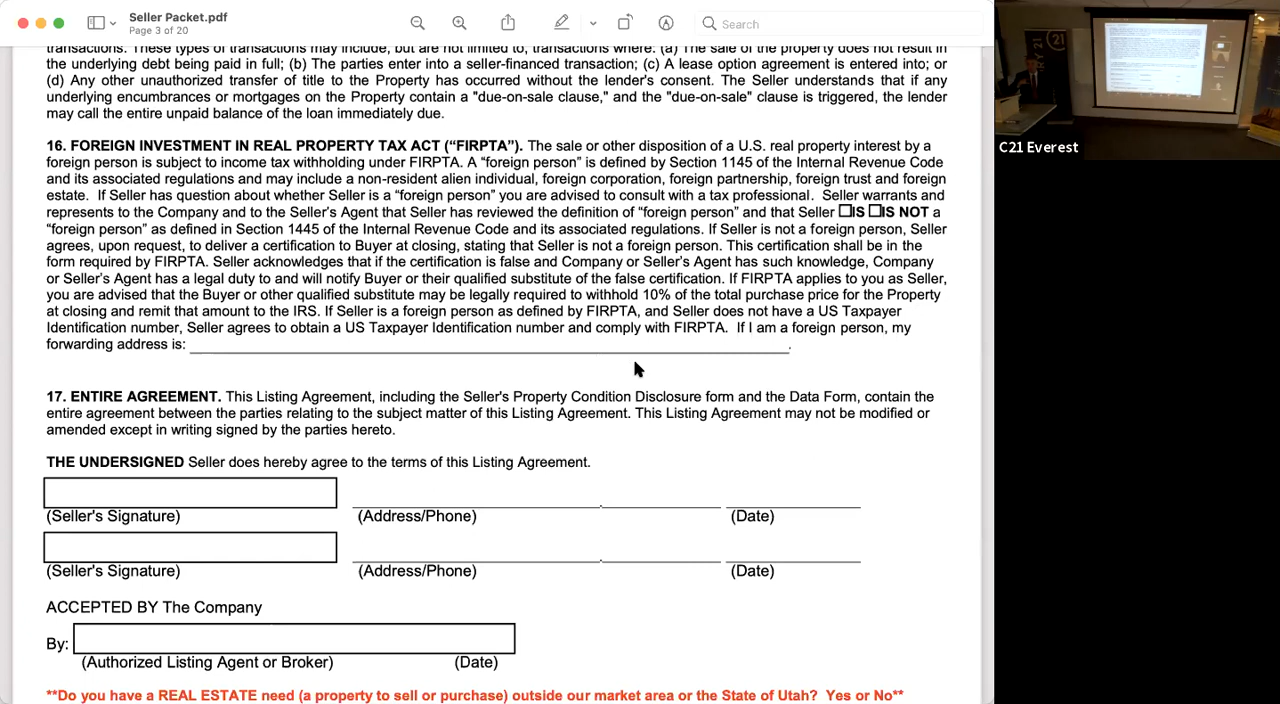 Seller Packet.pdf
Page 3 of 20
Search
the underlying debt being paid in full; (b) The parties enter into a seller-financed transaction; (c) A lease option agreement is entered into; or
(d) Any other unauthorized transfer of title to the Property has occurred without the lender's consent. The Seller understands that if any
underlying encumbrances or mortgages on the Property contain a "due-on-sale clause," and the "due-on-sale" clause is triggered, the lender
may call the entire unpaid balance of the loan immediately due.
16. FOREIGN INVESTMENT IN REAL PROPERTY TAX ACT (“FIRPTA”). The sale or other disposition of a U.S. real property interest by a
foreign person is subject to income tax withholding under FIRPTA. A “foreign person” is defined by Section 1145 of the Internal Revenue Code
and its associated regulations and may include a non-resident alien individual, foreign corporation, foreign partnership, foreign trust and foreign
estate. If Seller has question about whether Seller is a “foreign person” you are advised to consult with a tax professional. Seller warrants and
represents to the Company and to the Seller’s Agent that Seller has reviewed the definition of “foreign person” and that Seller ☐IS ☐IS NOT a
“foreign person” as defined in Section 1445 of the Internal Revenue Code and its associated regulations. If Seller is not a foreign person, Seller
agrees, upon request, to deliver a certification to Buyer at closing, stating that Seller is not a foreign person. This certification shall be in the
form required by FIRPTA. Seller acknowledges that if the certification is false and Company or Seller’s Agent has such knowledge, Company
or Seller’s Agent has a legal duty to and will notify Buyer or their qualified substitute of the false certification. If FIRPTA applies to you as Seller,
you are advised that the Buyer or other qualified substitute may be legally required to withhold 10% of the total purchase price for the Property
at closing and remit that amount to the IRS. If Seller is a foreign person as defined by FIRPTA, and Seller does not have a US Taxpayer
Identification number, Seller agrees to obtain a US Taxpayer Identification number and comply with FIRPTA. If I am a foreign person, my
forwarding address is: ______.
17. ENTIRE AGREEMENT. This Listing Agreement, including the Seller's Property Condition Disclosure form and the Data Form, contain the
entire agreement between the parties relating to the subject matter of this Listing Agreement. This Listing Agreement may not be modified or
amended except in writing signed by the parties hereto.
THE UNDERSIGNED Seller does hereby agree to the terms of this Listing Agreement.
(Seller's Signature) (Address/Phone) (Date)
(Seller's Signature) (Address/Phone) (Date)
ACCEPTED BY The Company
By:
(Authorized Listing Agent or Broker) (Date)
**Do you have a REAL ESTATE need (a property to sell or purchase) outside our market area or the State of Utah? Yes or No**
C21 Everest